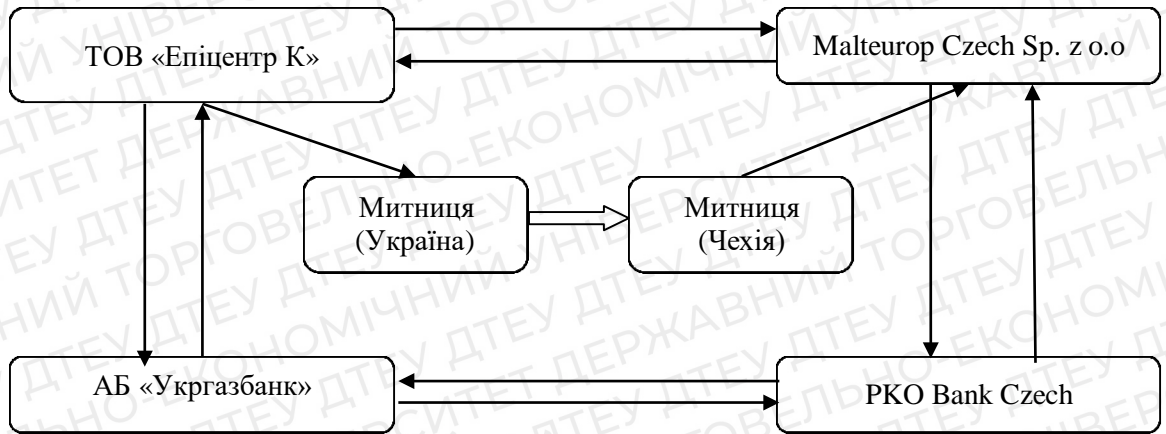 ТОВ «Епіцентр К»
Malteurop Czech Sp. z o.o
Митниця
(Україна)
Митниця
(Чехія)
АБ «Укргазбанк»
PKO Bank Czech